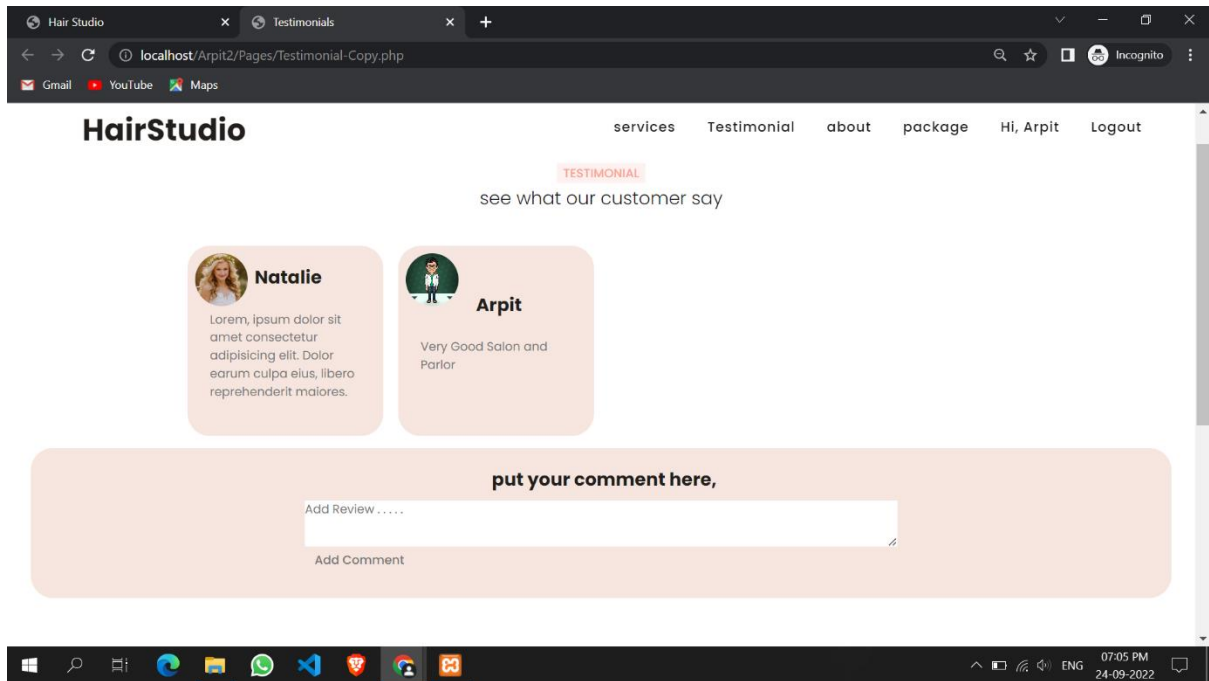 Hair Studio
Testimonials
localhost/Arpit2/Pages/Testimonial-Copy.php
Incognito
Gmail
YouTube
Maps
HairStudio
services
Testimonial
about
package
Hi, Arpit
Logout
TESTIMONIAL
see what our customer say
Natalie
Lorem, ipsum dolor sit
amet consectetur
adipisicing elit. Dolor
earum culpa eius, libero
reprehenderit maiores.
Arpit
Very Good Salon and
Parlor
put your comment here,
Add Review . . . . .
Add Comment
ENG
07:05 PM
24-09-2022